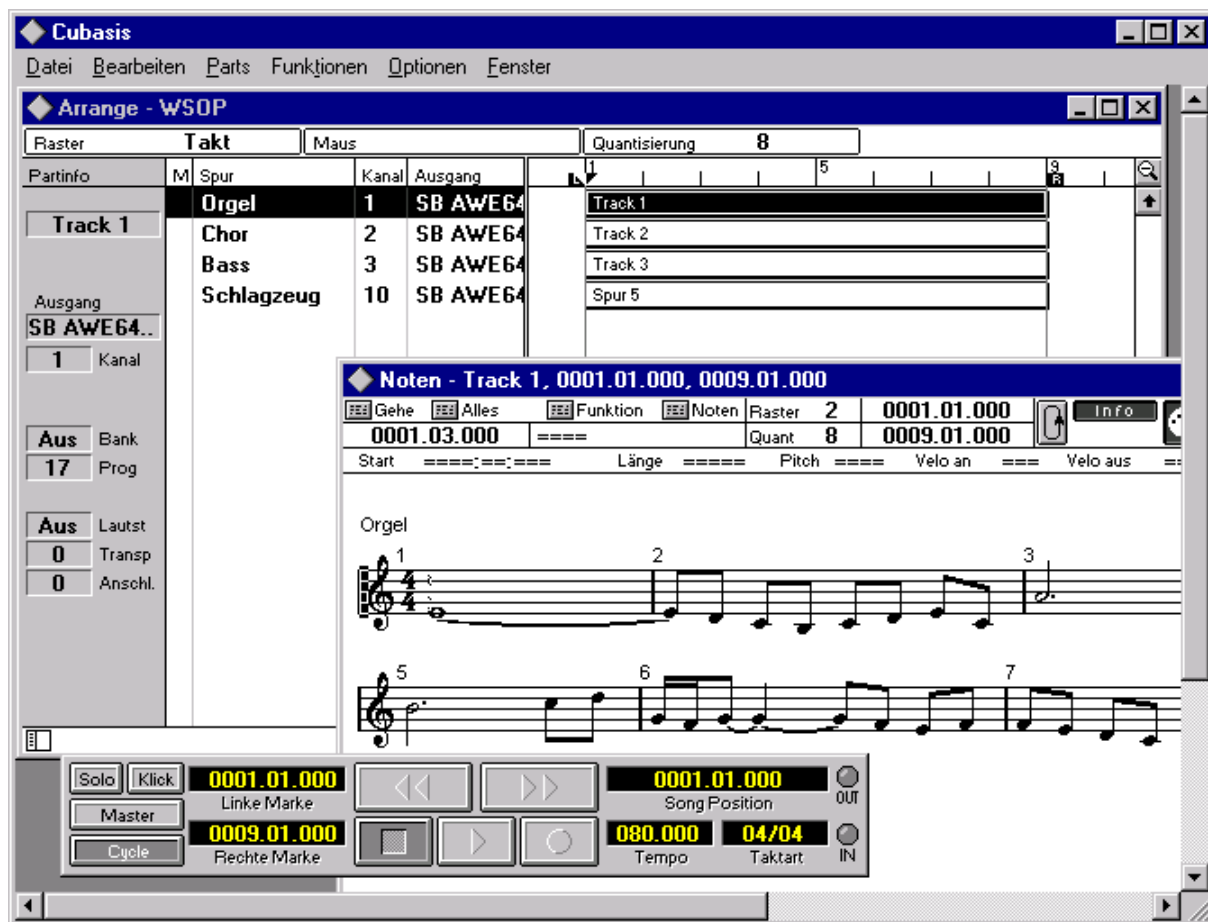 Cubasis
Datei Bearbeiten Parts Funktionen Optionen Fenster
Arrange - WSOP
Raster Takt Maus Quantisierung 8
Partinfo M Spur Kanal Ausgang 1 5 9
Orgel 1 SB AWE64 Track 1
Track 1
Chor 2 SB AWE64 Track 2
Bass 3 SB AWE64 Track 3
Schlagzeug 10 SB AWE64 Spur 5
Ausgang
SB AWE64..
1 Kanal
Aus Bank
17 Prog
Aus Lautst
0 Transp
0 Anschl.
Noten - Track 1, 0001.01.000, 0009.01.000
Gehe Alles Funktion Noten Raster 2 0001.01.000 Info
0001.03.000 ==== Quant 8 0009.01.000
Start ====:==:=== Länge ===== Pitch ==== Velo an === Velo aus ==
Orgel
1 2 3
4
4
5 6 7
Solo Klick 0001.01.000 0001.01.000
Linke Marke Song Position OUT
Master
Cycle 0009.01.000 080.000 04/04
Rechte Marke Tempo Taktart IN